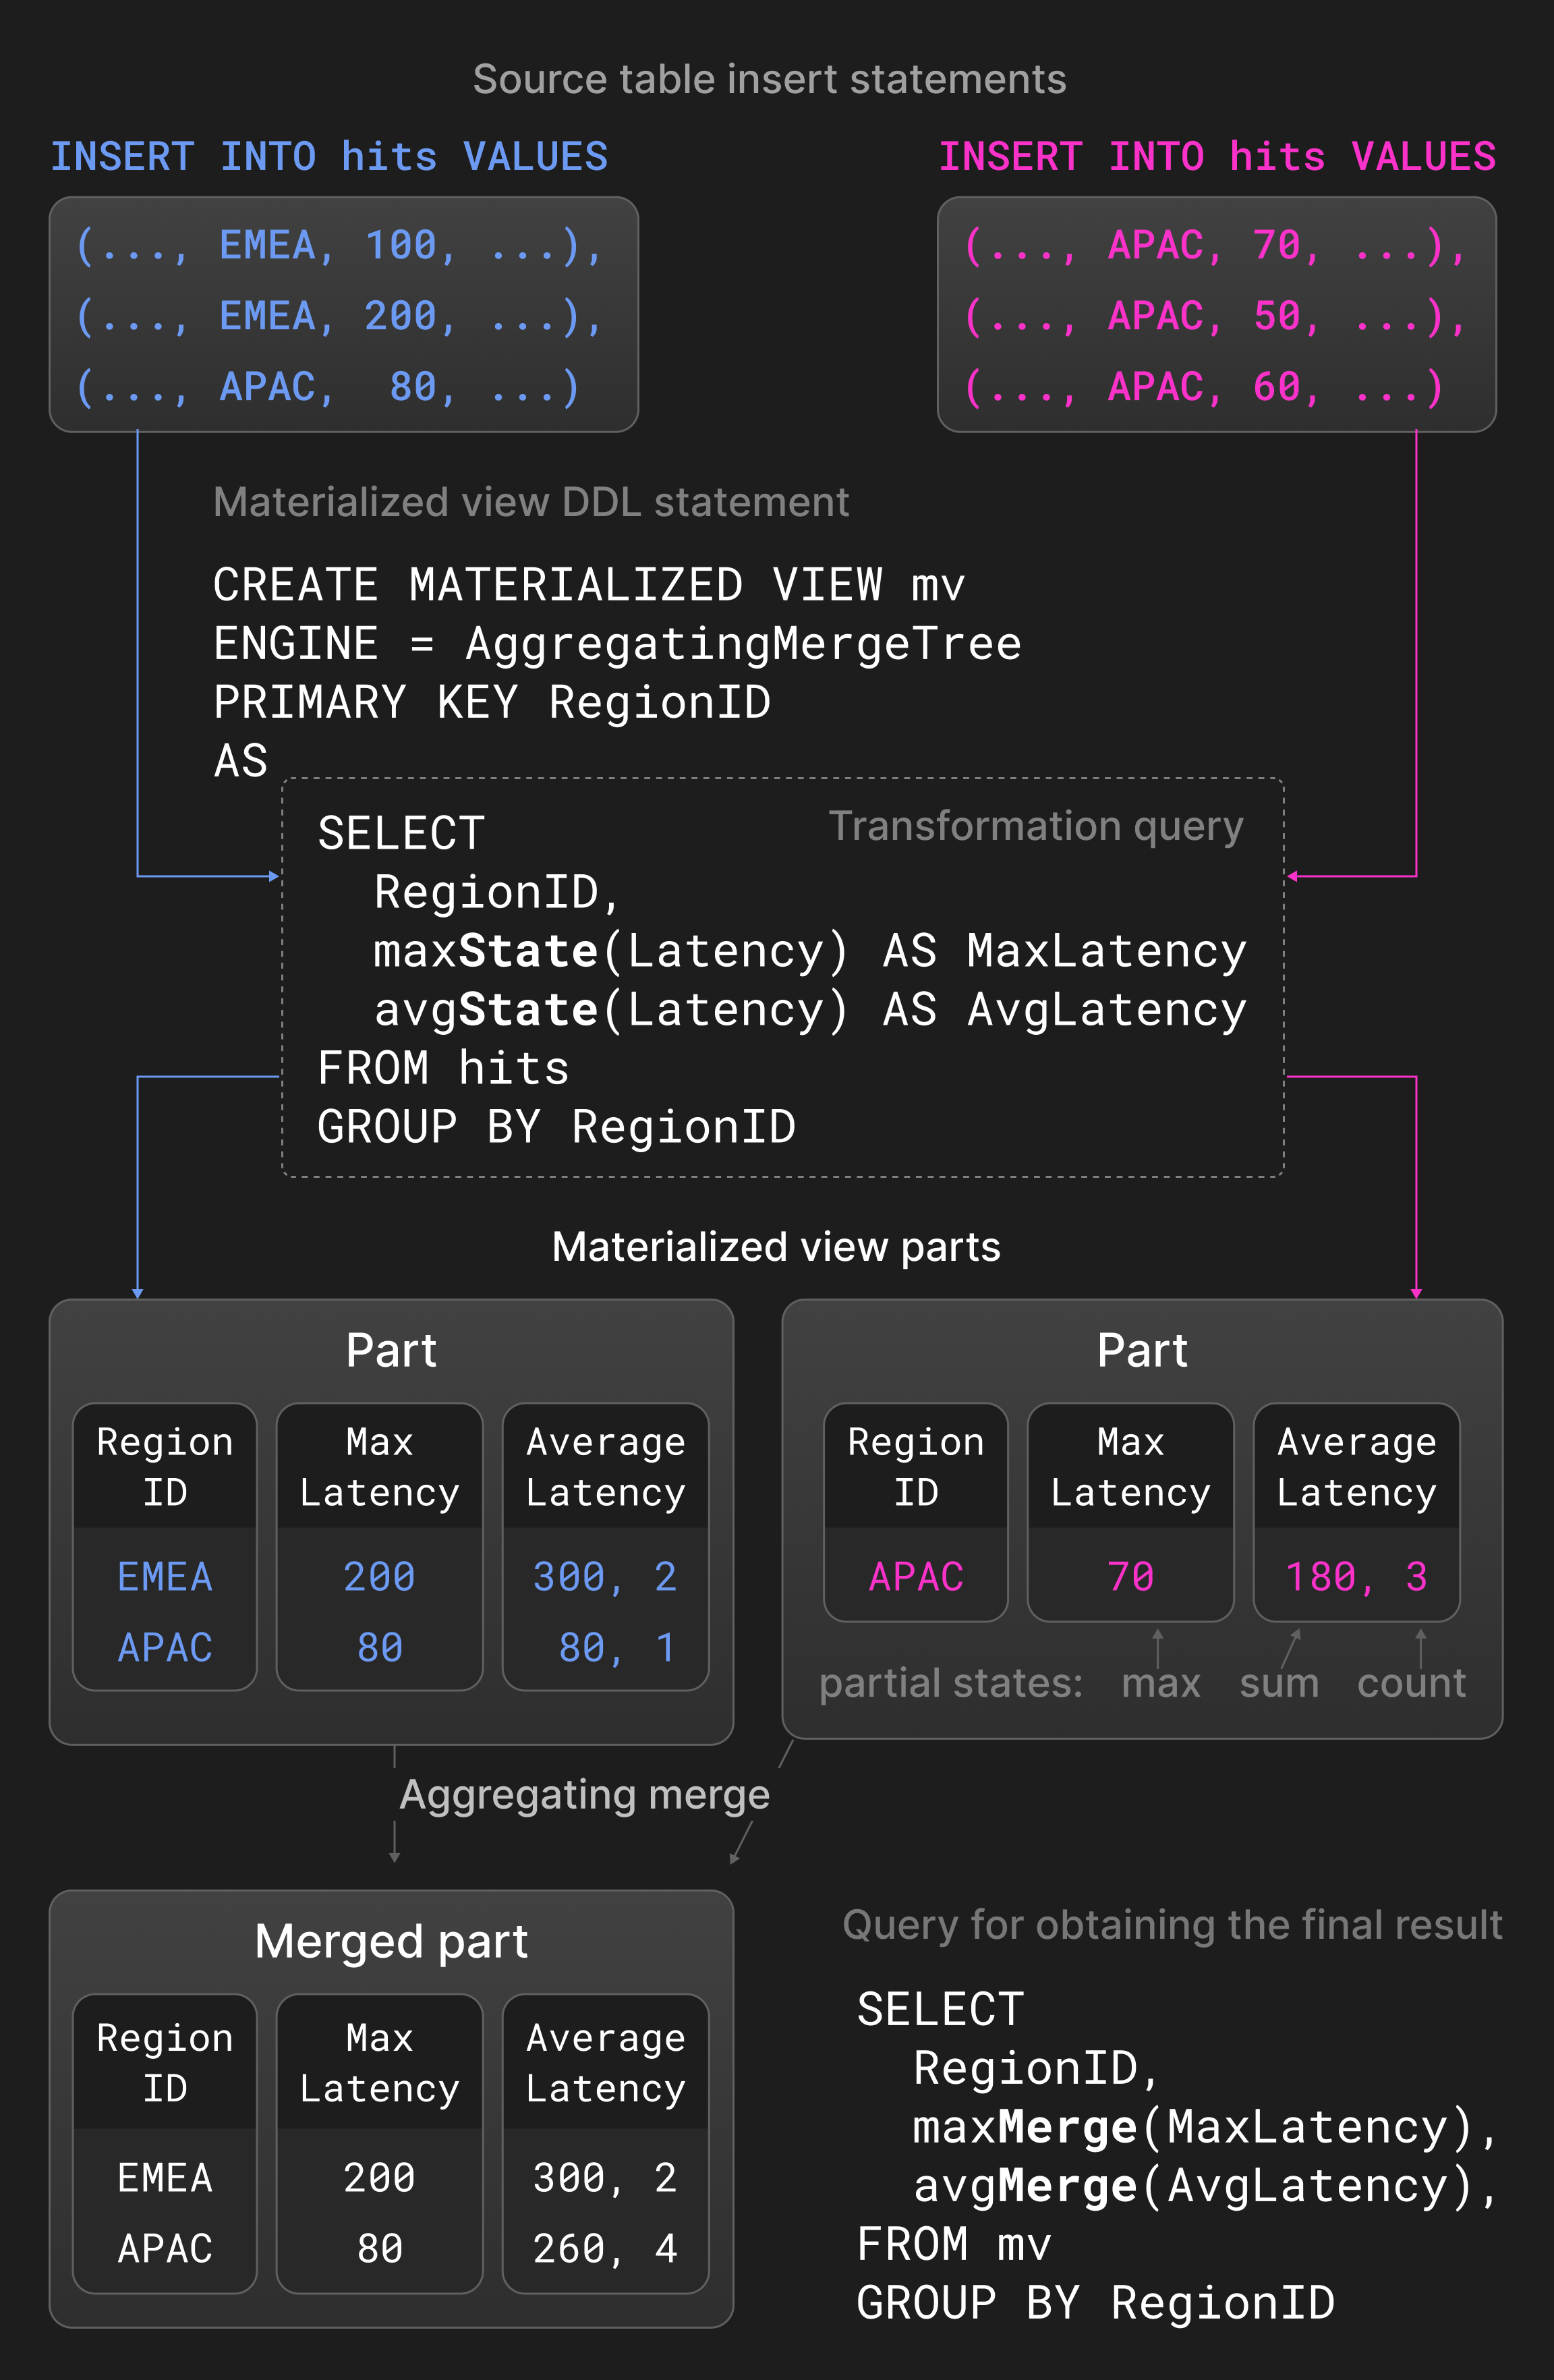 Source table insert statements
INSERT INTO hits VALUES
(..., EMEA, 100, ...),
(..., EMEA, 200, ...),
(..., APAC,  80, ...)
INSERT INTO hits VALUES
(..., APAC, 70, ...),
(..., APAC, 50, ...),
(..., APAC, 60, ...)
Materialized view DDL statement
CREATE MATERIALIZED VIEW mv
ENGINE = AggregatingMergeTree
PRIMARY KEY RegionID
AS
Transformation query
SELECT
  RegionID,
  maxState(Latency) AS MaxLatency
  avgState(Latency) AS AvgLatency
FROM hits
GROUP BY RegionID
Materialized view parts
Part
Region ID
Max Latency
Average Latency
EMEA 200 300, 2
APAC 80 80, 1
Part
Region ID
Max Latency
Average Latency
APAC 70 180, 3
partial states: max sum count
Aggregating merge
Merged part
Region ID
Max Latency
Average Latency
EMEA 200 300, 2
APAC 80 260, 4
Query for obtaining the final result
SELECT
  RegionID,
  maxMerge(MaxLatency),
  avgMerge(AvgLatency),
FROM mv
GROUP BY RegionID